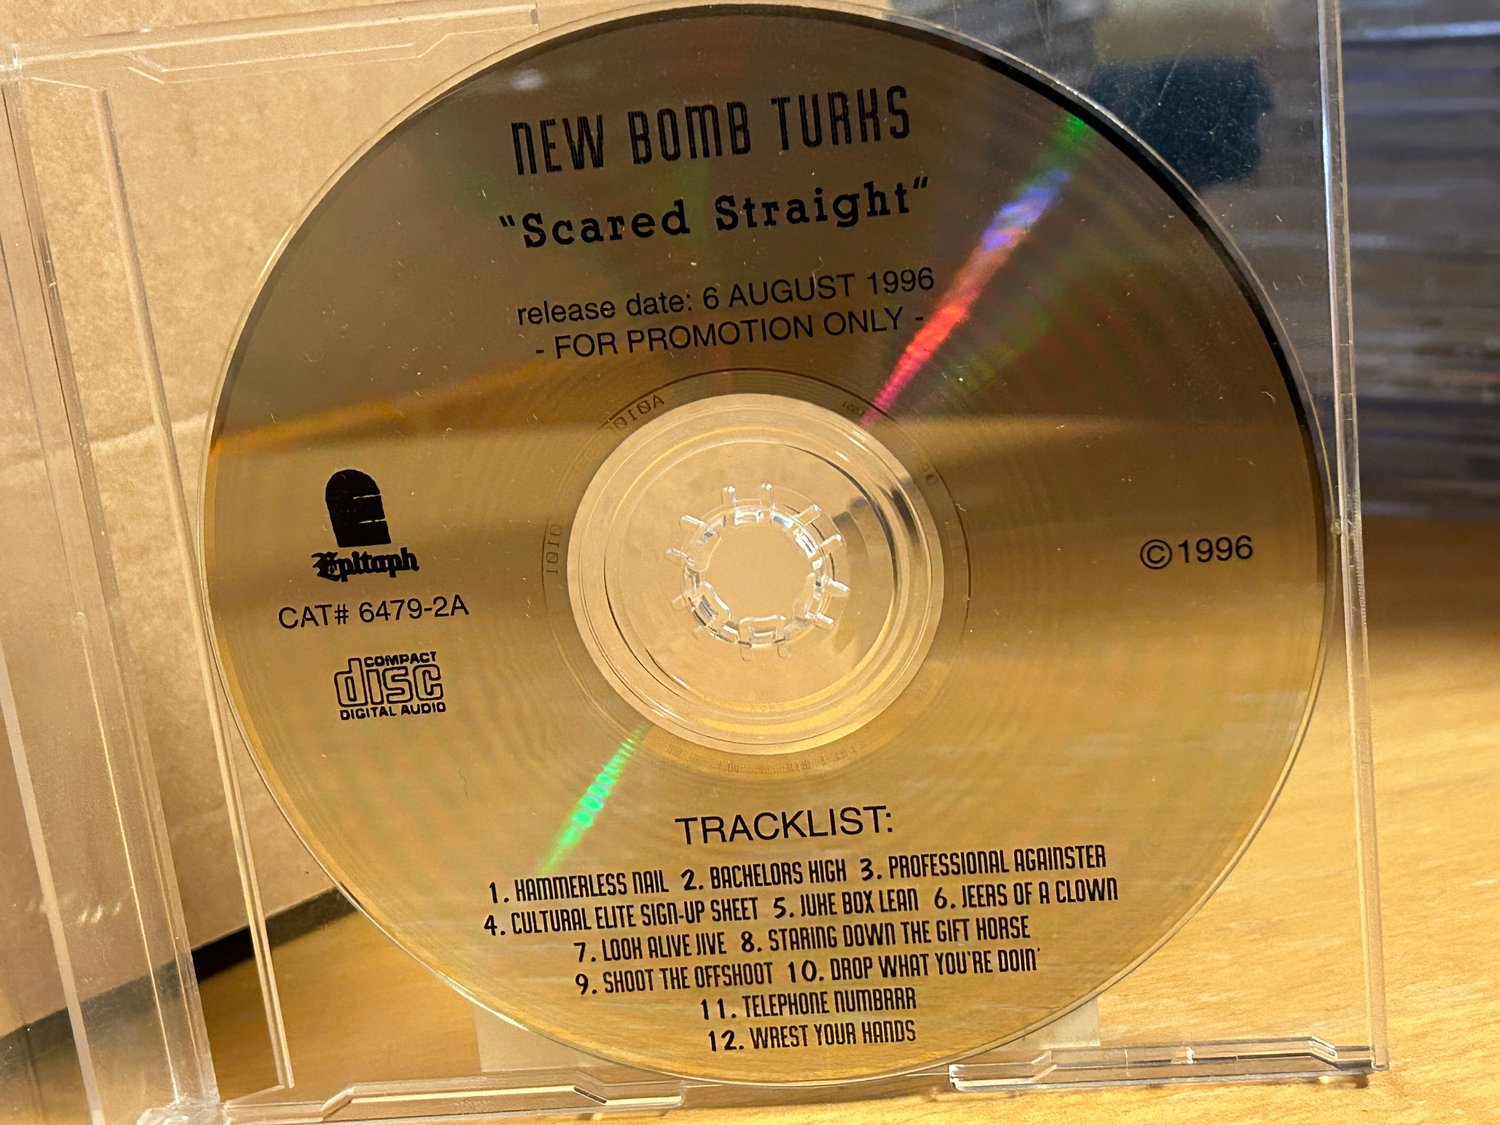 NEW BOMB TURKS
"Scared Straight"
release date: 6 AUGUST 1996
- FOR PROMOTION ONLY -
Epitaph
CAT# 6479-2A
COMPACT
disc
DIGITAL AUDIO
©1996
TRACKLIST:
1. HAMMERLESS NAIL 2. BACHELORS HIGH 3. PROFESSIONAL AGAINSTER
4. CULTURAL ELITE SIGN-UP SHEET 5. JUKE BOX LEAN 6. JEERS OF A CLOWN
7. LOOK ALIVE JIVE 8. STARING DOWN THE GIFT HORSE
9. SHOOT THE OFFSHOOT 10. DROP WHAT YOU'RE DOIN'
11. TELEPHONE NUMBRRR
12. WREST YOUR HANDS